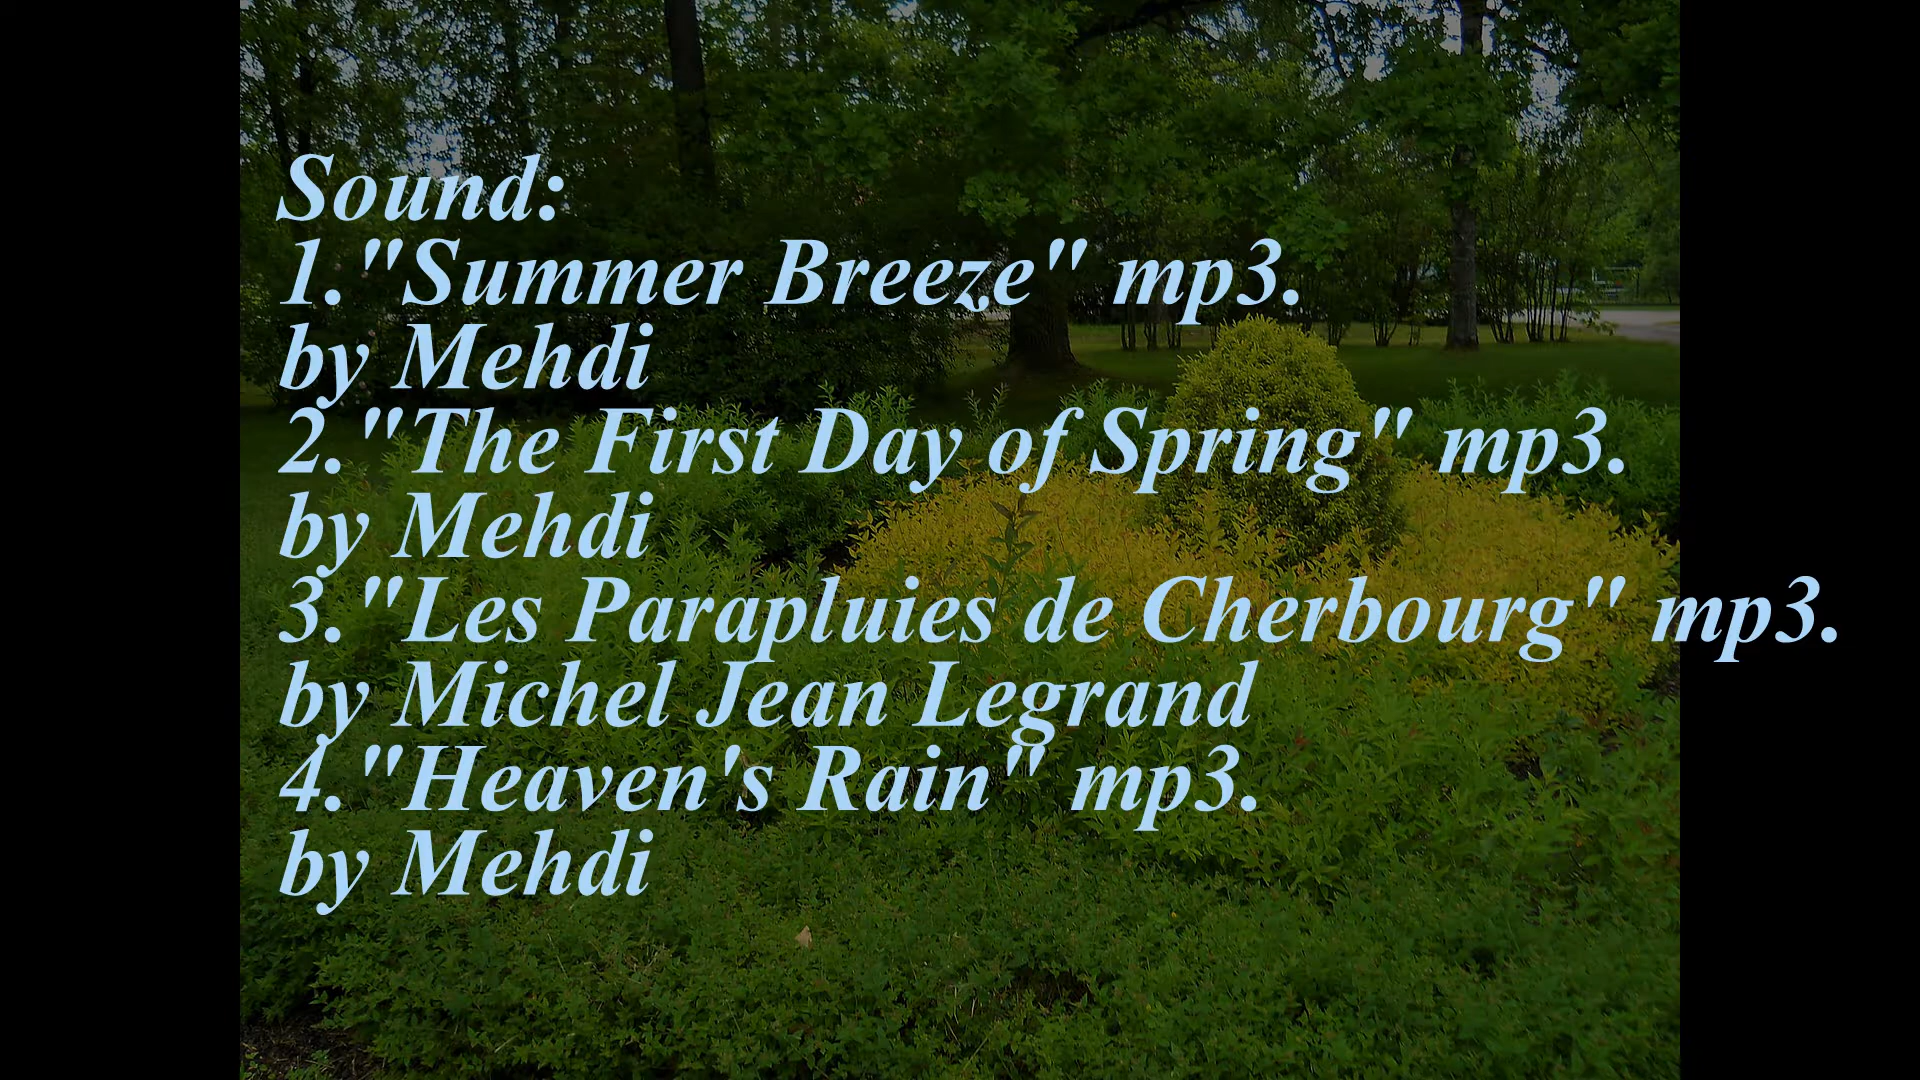 Sound:
1."Summer Breeze" mp3.
by Mehdi
2."The First Day of Spring" mp3.
by Mehdi
3."Les Parapluies de Cherbourg" mp3.
by Michel Jean Legrand
4."Heaven's Rain" mp3.
by Mehdi